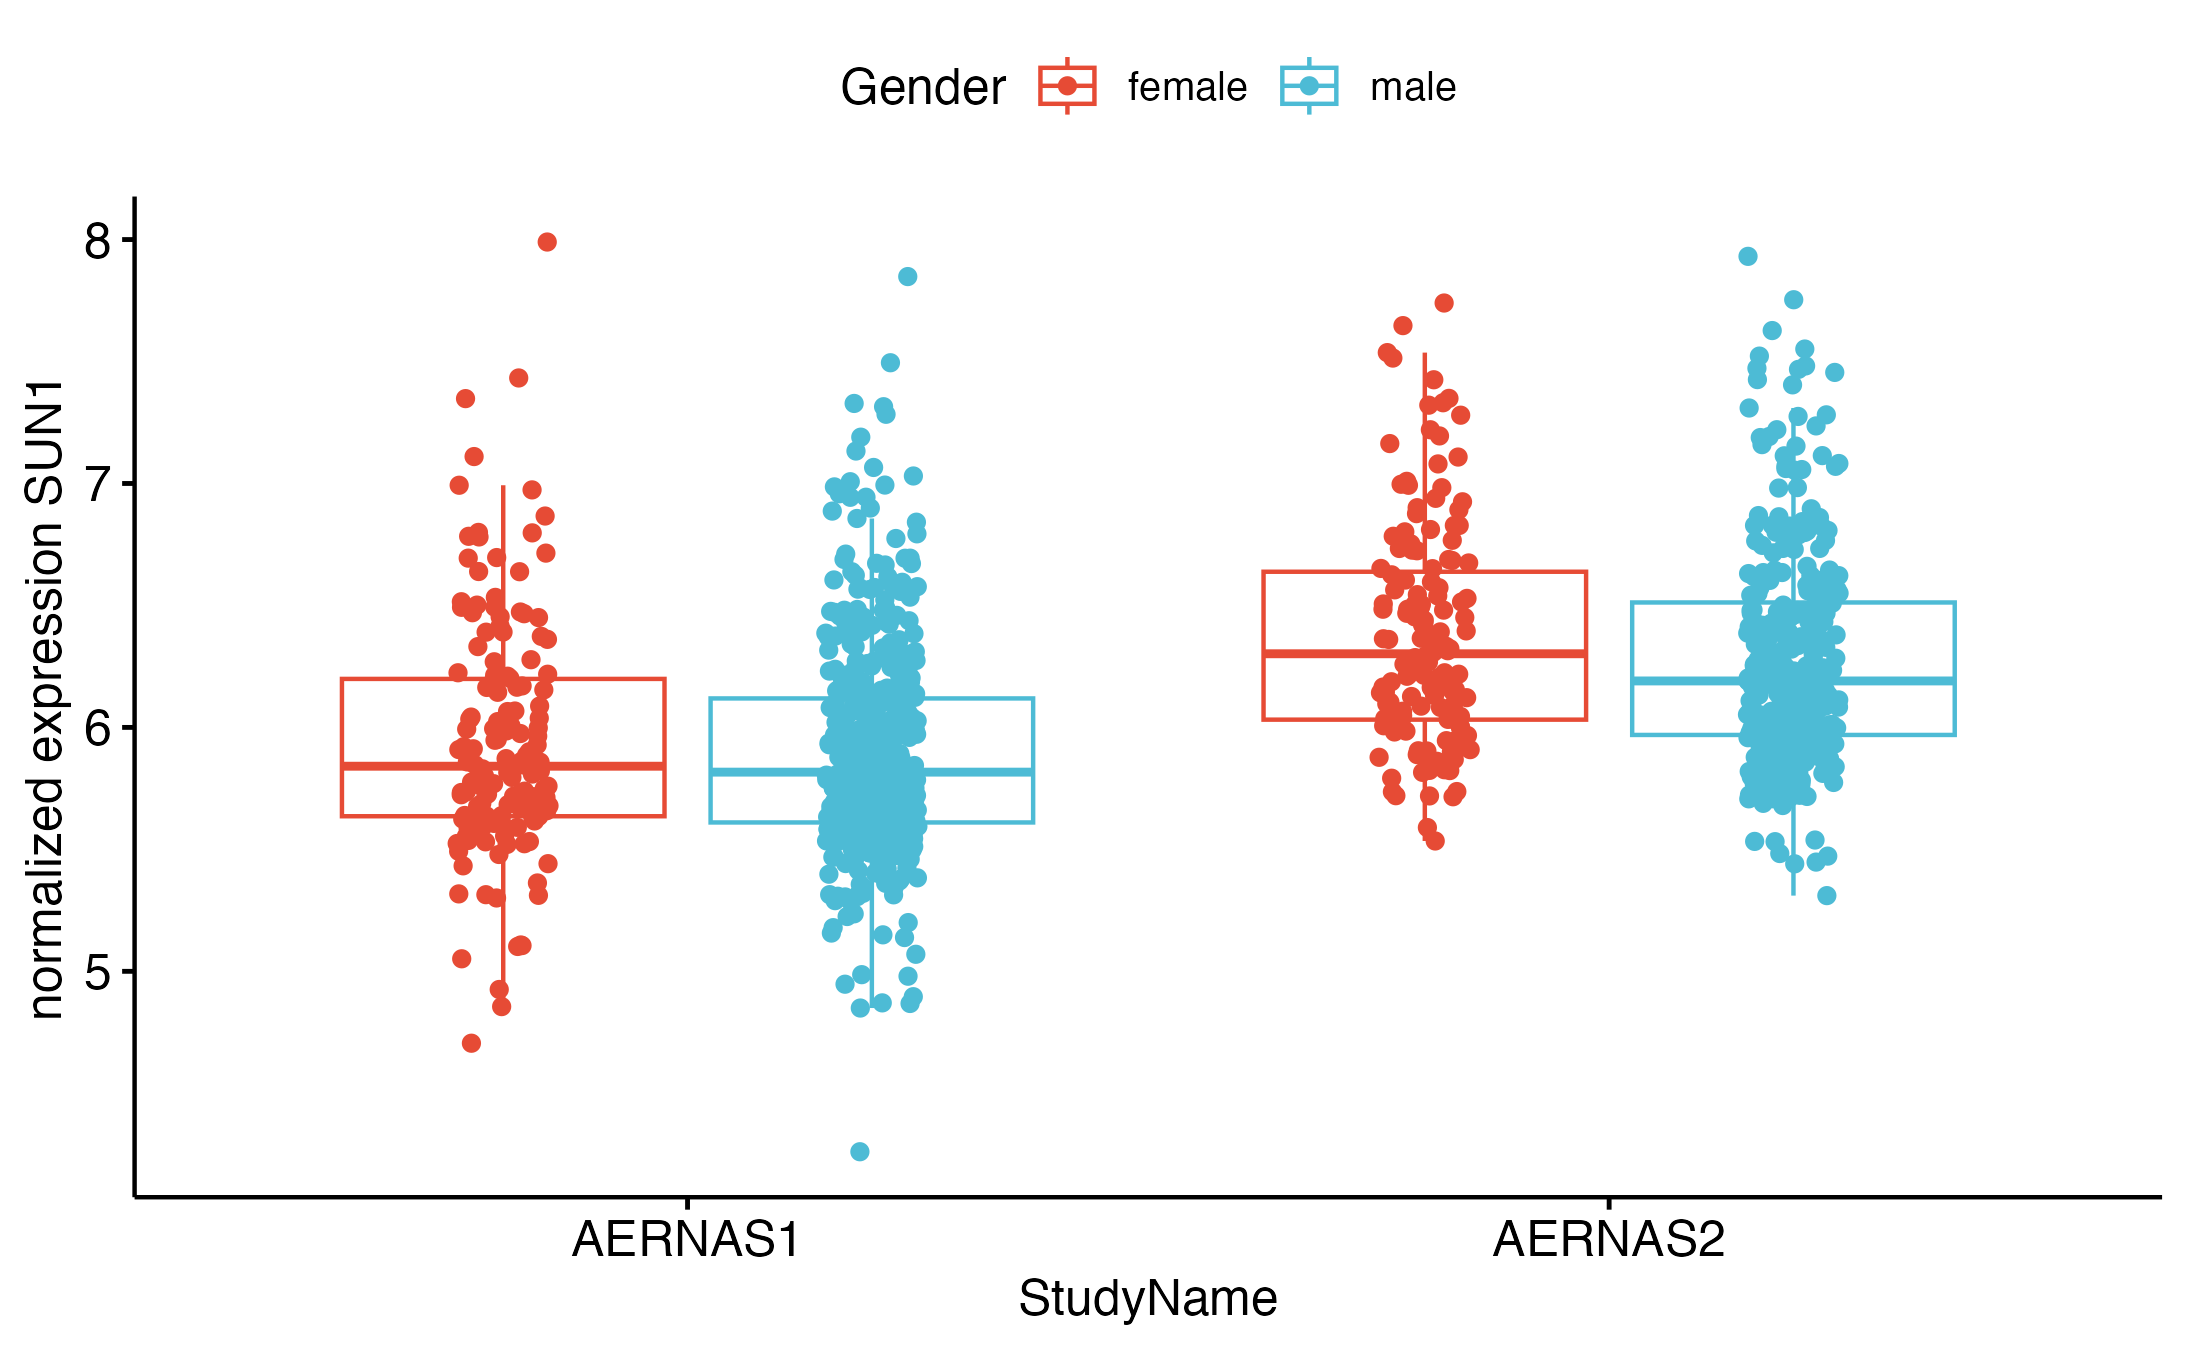 Gender female male
normalized expression SUN1
8
7
6
5
AERNAS1 AERNAS2
StudyName